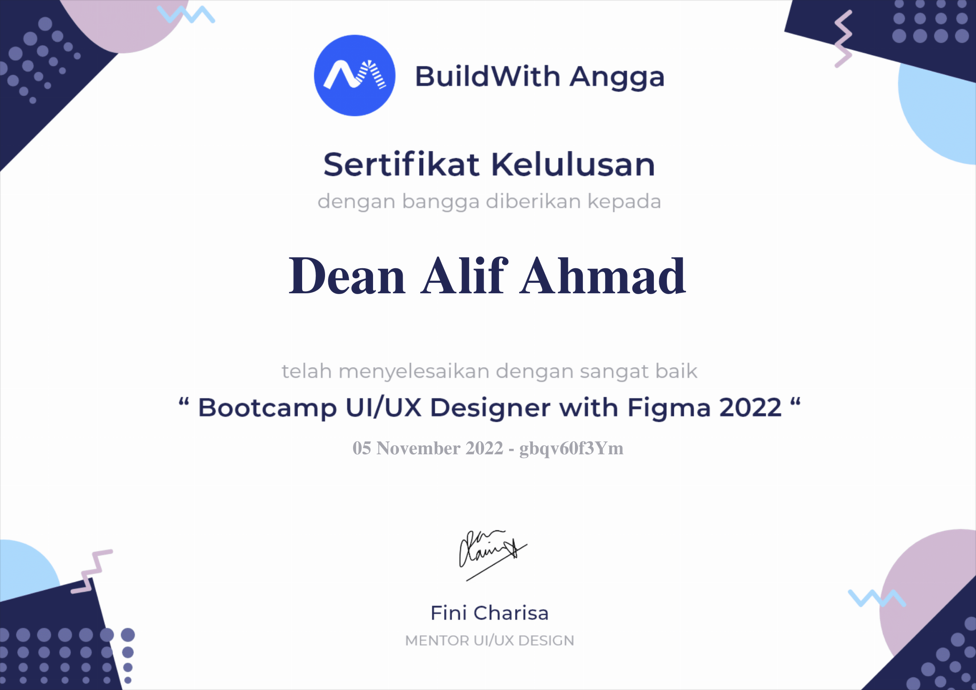 BuildWith Angga
Sertifikat Kelulusan
dengan bangga diberikan kepada
Dean Alif Ahmad
telah menyelesaikan dengan sangat baik
“ Bootcamp UI/UX Designer with Figma 2022 “
05 November 2022 - gbqv60f3Ym
Fini Charisa
MENTOR UI/UX DESIGN